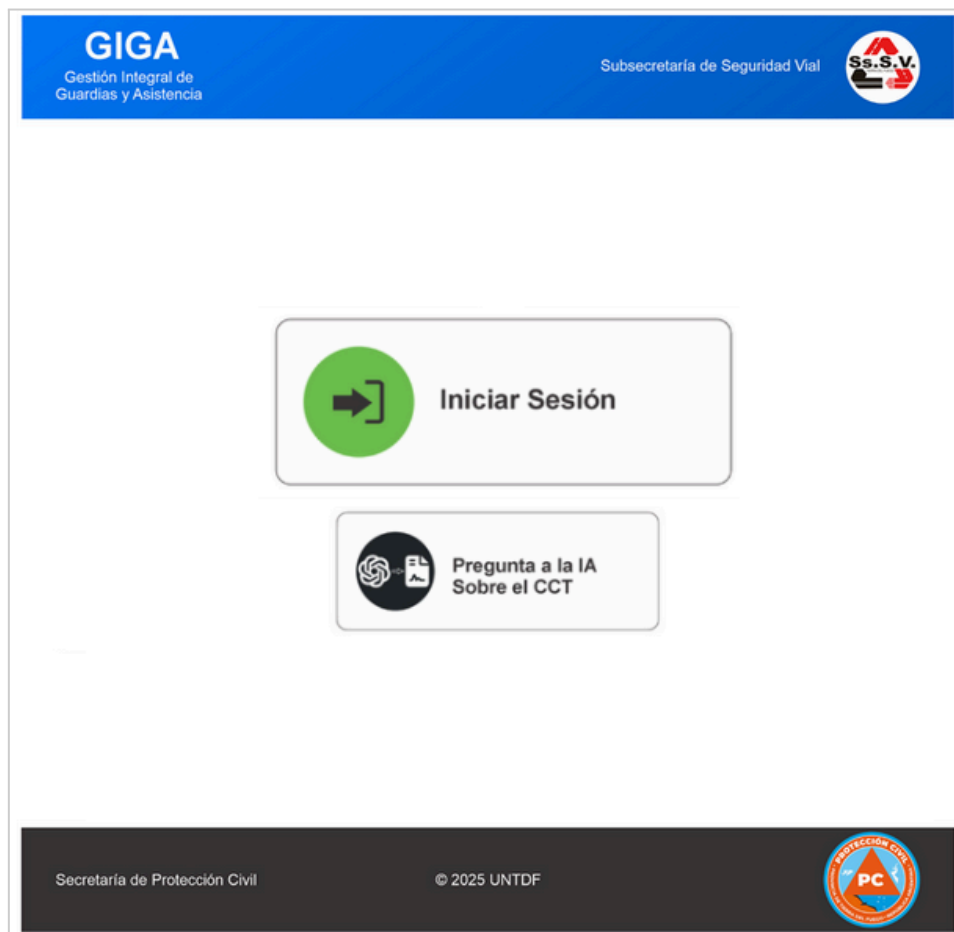 GIGA
Gestión Integral de
Guardias y Asistencia
Subsecretaría de Seguridad Vial
Ss.S.V.
Iniciar Sesión
Pregunta a la IA
Sobre el CCT
Secretaría de Protección Civil
© 2025 UNTDF
PROTECCIÓN CIVIL
PC